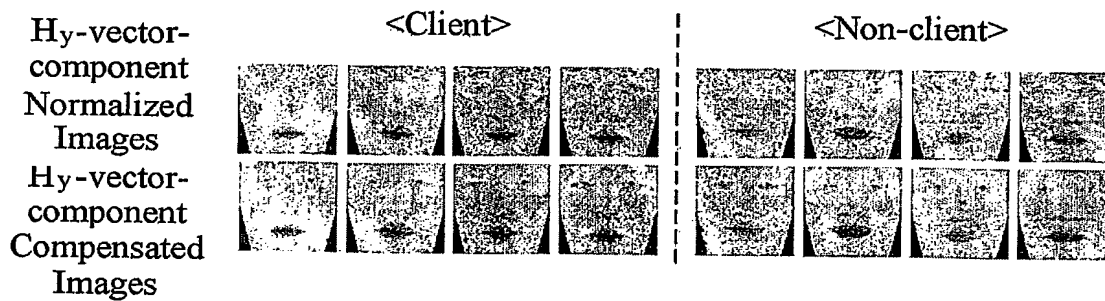 <Client>
<Non-client>
Hy-vector-
component
Normalized
Images
Hy-vector-
component
Compensated
Images